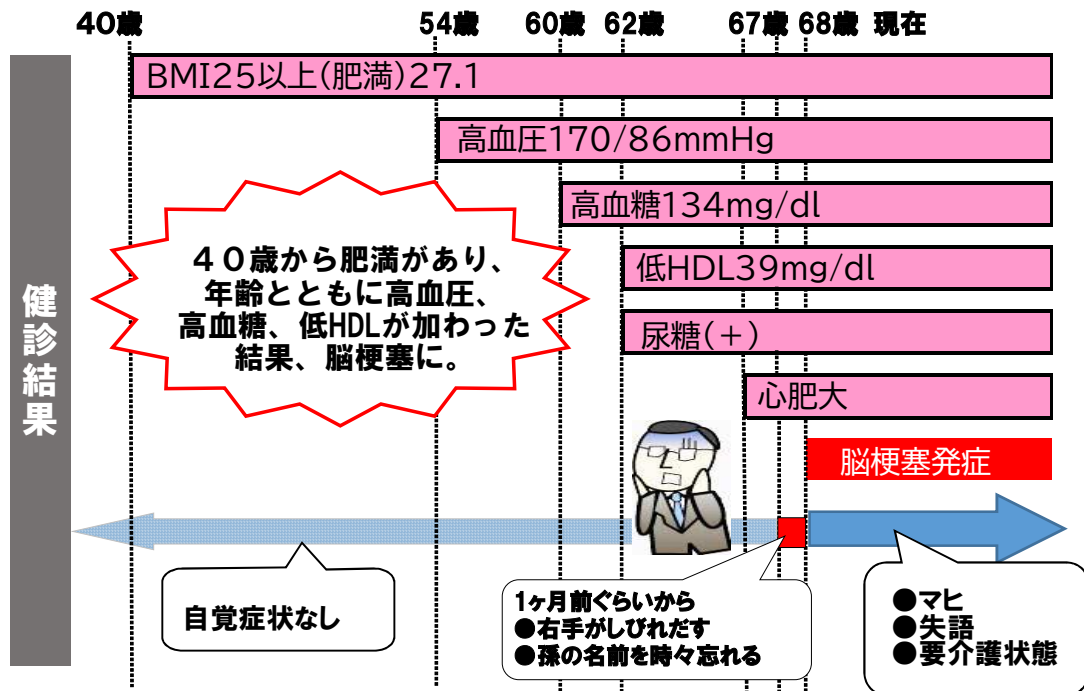 40歳
54歳
60歳
62歳
67歳
68歳 現在
健診結果
BMI25以上(肥満)27.1
高血圧170/86mmHg
高血糖134mg/dl
低HDL39mg/dl
尿糖(+)
心肥大
脳梗塞発症
40歳から肥満があり、
年齢とともに高血圧、
高血糖、低HDLが加わった
結果、脳梗塞に。
自覚症状なし
1ヶ月前ぐらいから
●右手がしびれだす
●孫の名前を時々忘れる
●マヒ
●失語
●要介護状態